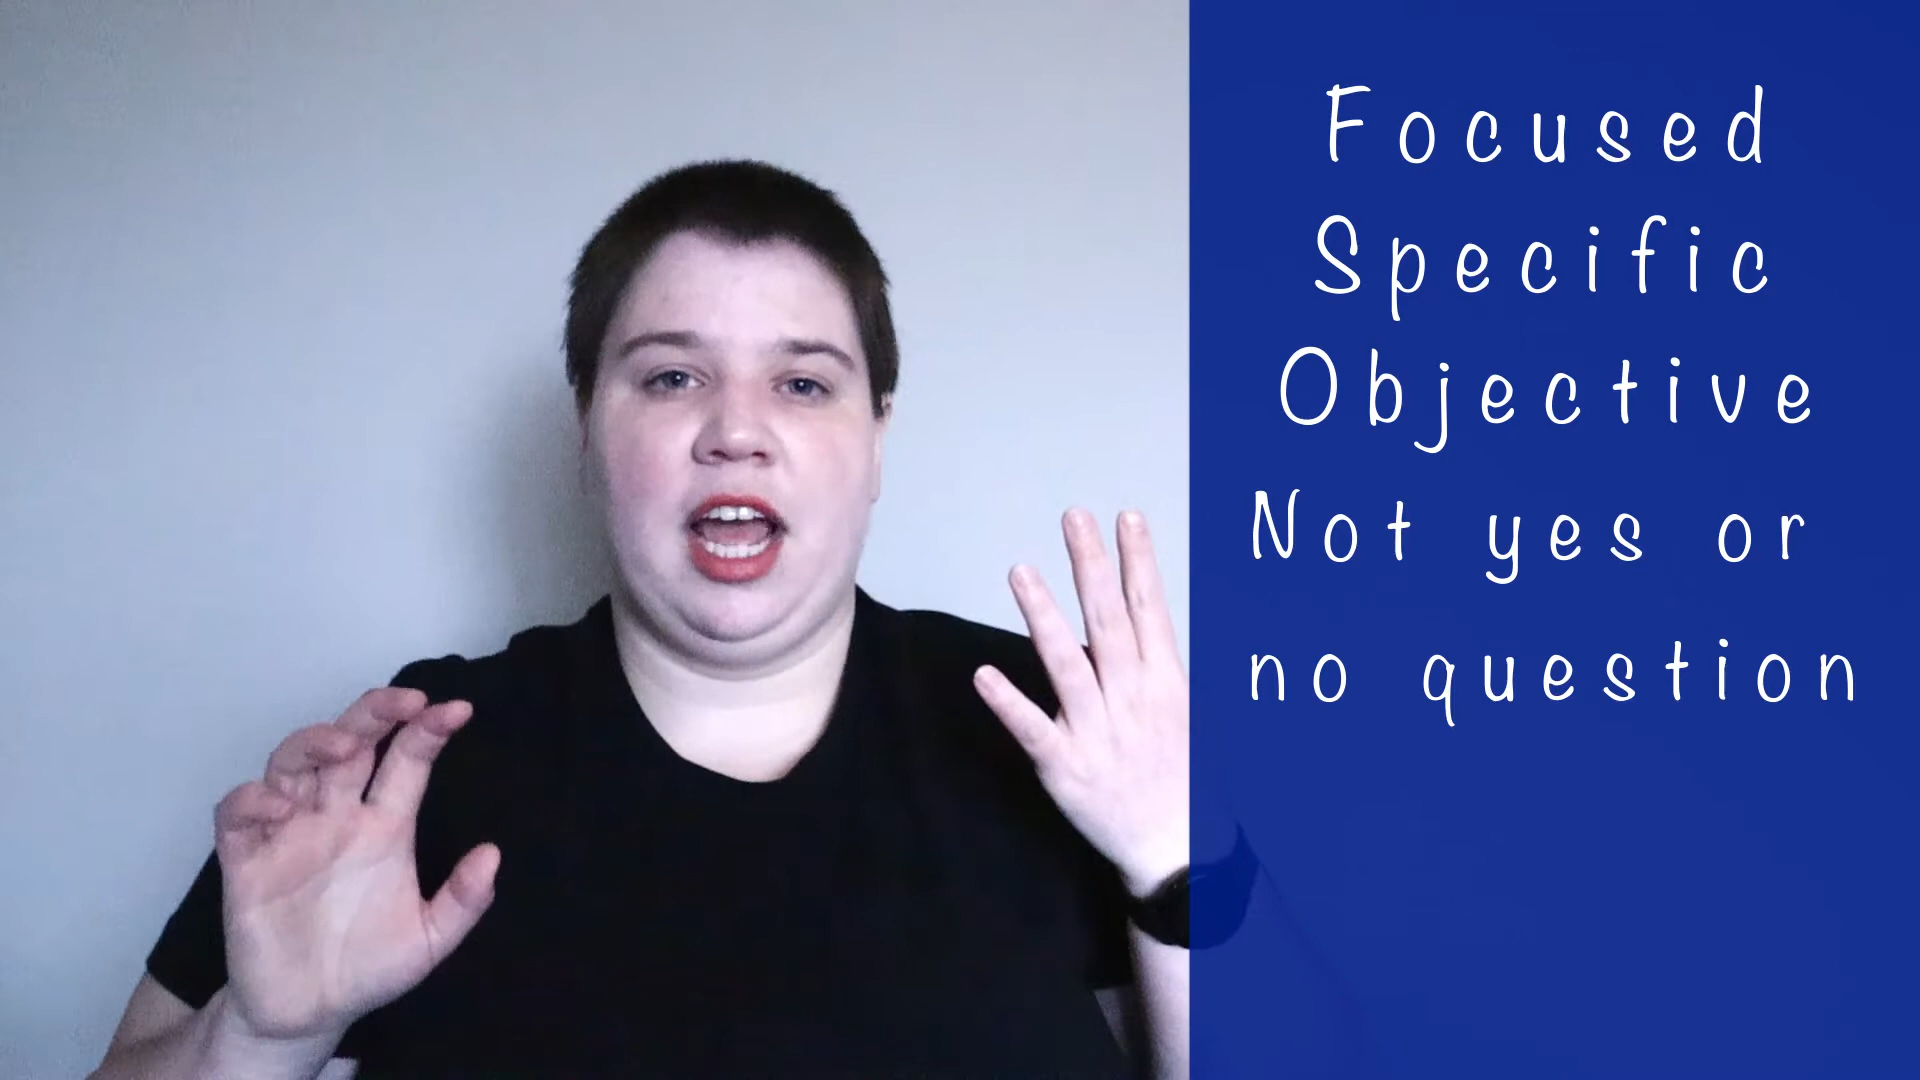 Focused
Specific
Objective
Not yes or
no question